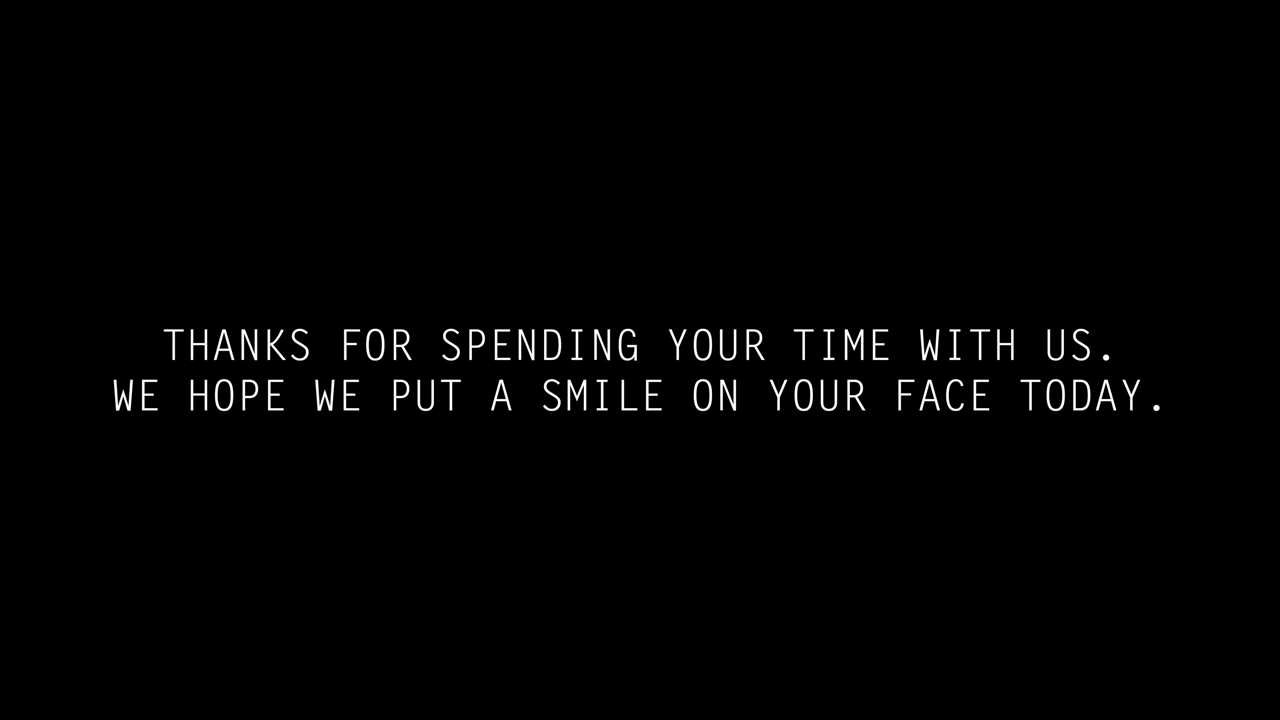 THANKS FOR SPENDING YOUR TIME WITH US.
WE HOPE WE PUT A SMILE ON YOUR FACE TODAY.